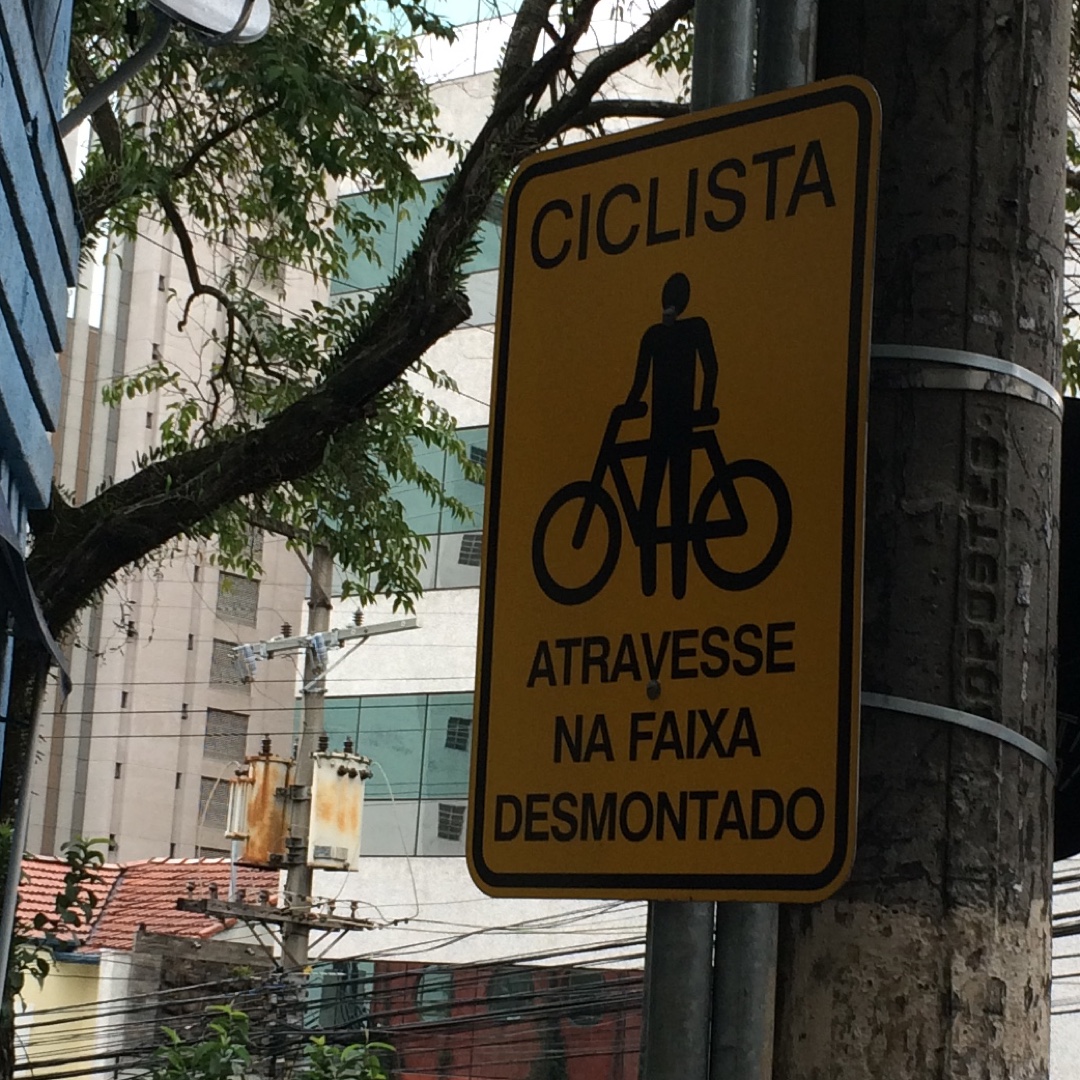 CICLISTA
ATRAVESSE
NA FAIXA
DESMONTADO